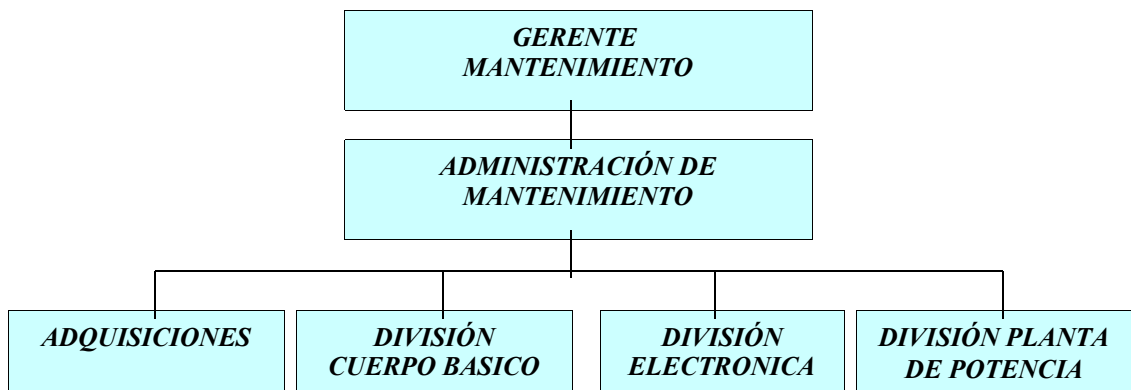 GERENTE
MANTENIMIENTO
ADMINISTRACIÓN DE
MANTENIMIENTO
ADQUISICIONES
DIVISIÓN
CUERPO BASICO
DIVISIÓN
ELECTRONICA
DIVISIÓN PLANTA
DE POTENCIA